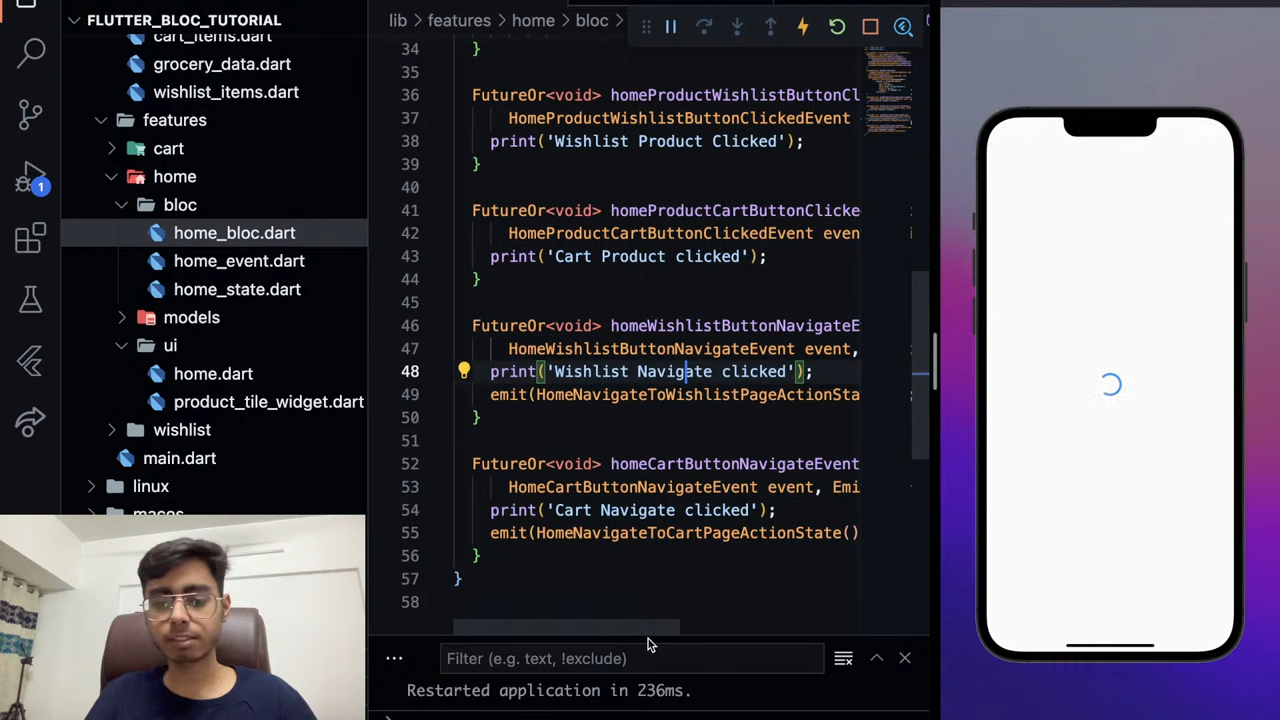 FLUTTER_BLOC_TUTORIAL
cart_items.dart
grocery_data.dart
wishlist_items.dart
features
cart
home
bloc
home_bloc.dart
home_event.dart
home_state.dart
models
ui
home.dart
product_tile_widget.dart
wishlist
main.dart
linux
macos
1
lib > features > home > bloc >
34 }
35
36 FutureOr<void> homeProductWishlistButtonCl
37 HomeProductWishlistButtonClickedEvent
38 print('Wishlist Product Clicked');
39 }
40
41 FutureOr<void> homeProductCartButtonClicke
42 HomeProductCartButtonClickedEvent even
43 print('Cart Product clicked');
44 }
45
46 FutureOr<void> homeWishlistButtonNavigateE
47 HomeWishlistButtonNavigateEvent event,
48 print('Wishlist Navigate clicked');
49 emit(HomeNavigateToWishlistPageActionSta
50 }
51
52 FutureOr<void> homeCartButtonNavigateEvent
53 HomeCartButtonNavigateEvent event, Emi
54 print('Cart Navigate clicked');
55 emit(HomeNavigateToCartPageActionState()
56 }
57 }
58
Filter (e.g. text, !exclude)
Restarted application in 236ms.